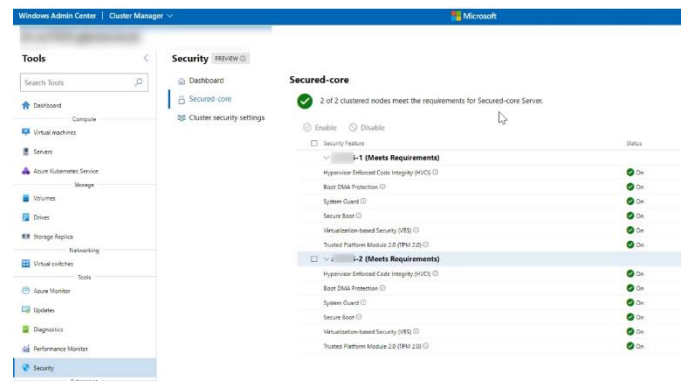 Windows Admin Center | Cluster Manager
Microsoft
Tools
Search Tools
Dashboard
Compute
Virtual machines
Servers
Azure Kubernetes Service
Storage
Volumes
Drives
Storage Replica
Networking
Virtual switches
Tools
Azure Monitor
Updates
Diagnostics
Performance Monitor
Security
Extensions
Security PREVIEW
Dashboard
Secured-core
Cluster security settings
Secured-core
2 of 2 clustered nodes meet the requirements for Secured-core Server.
Enable Disable
Security Feature Status
-1 (Meets Requirements)
Hypervisor Enforced Code Integrity (HVCI) On
Boot DMA Protection On
System Guard On
Secure Boot On
Virtualization-based Security (VBS) On
Trusted Platform Module 2.0 (TPM 2.0) On
-2 (Meets Requirements)
Hypervisor Enforced Code Integrity (HVCI) On
Boot DMA Protection On
System Guard On
Secure Boot On
Virtualization-based Security (VBS) On
Trusted Platform Module 2.0 (TPM 2.0) On